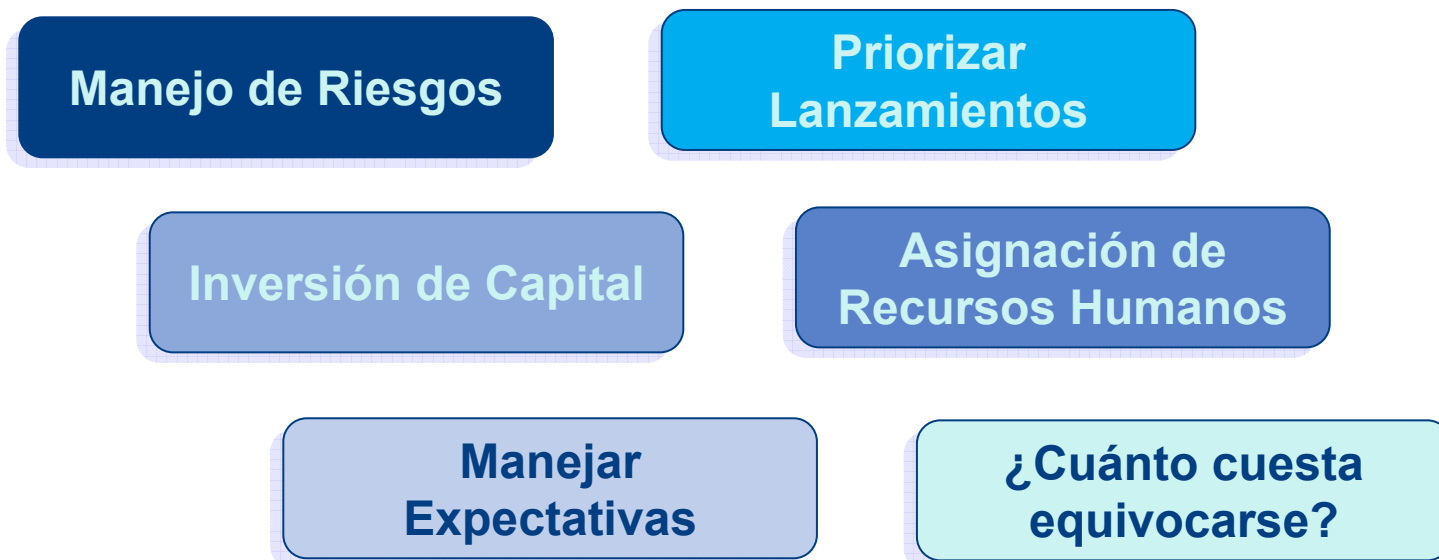 Manejo de Riesgos
Priorizar
Lanzamientos
Inversión de Capital
Asignación de
Recursos Humanos
Manejar
Expectativas
¿Cuánto cuesta
equivocarse?